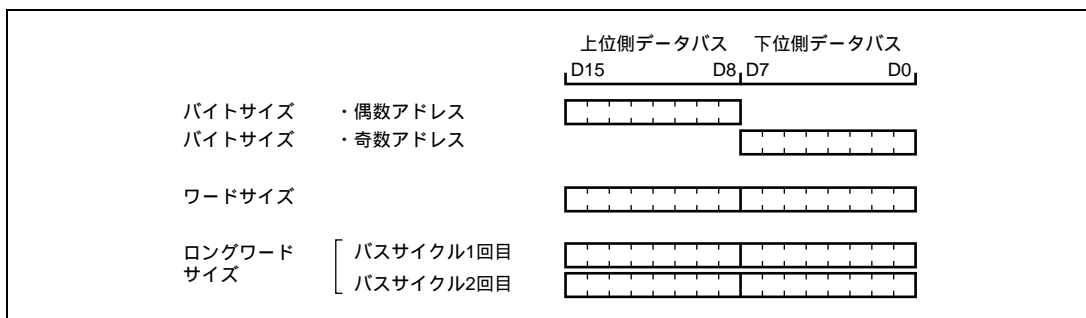 上位側データバス 下位側データバス
D15 D8 D7 D0
バイトサイズ ・偶数アドレス
バイトサイズ ・奇数アドレス
ワードサイズ
ロングワード バスサイクル1回目
サイズ バスサイクル2回目